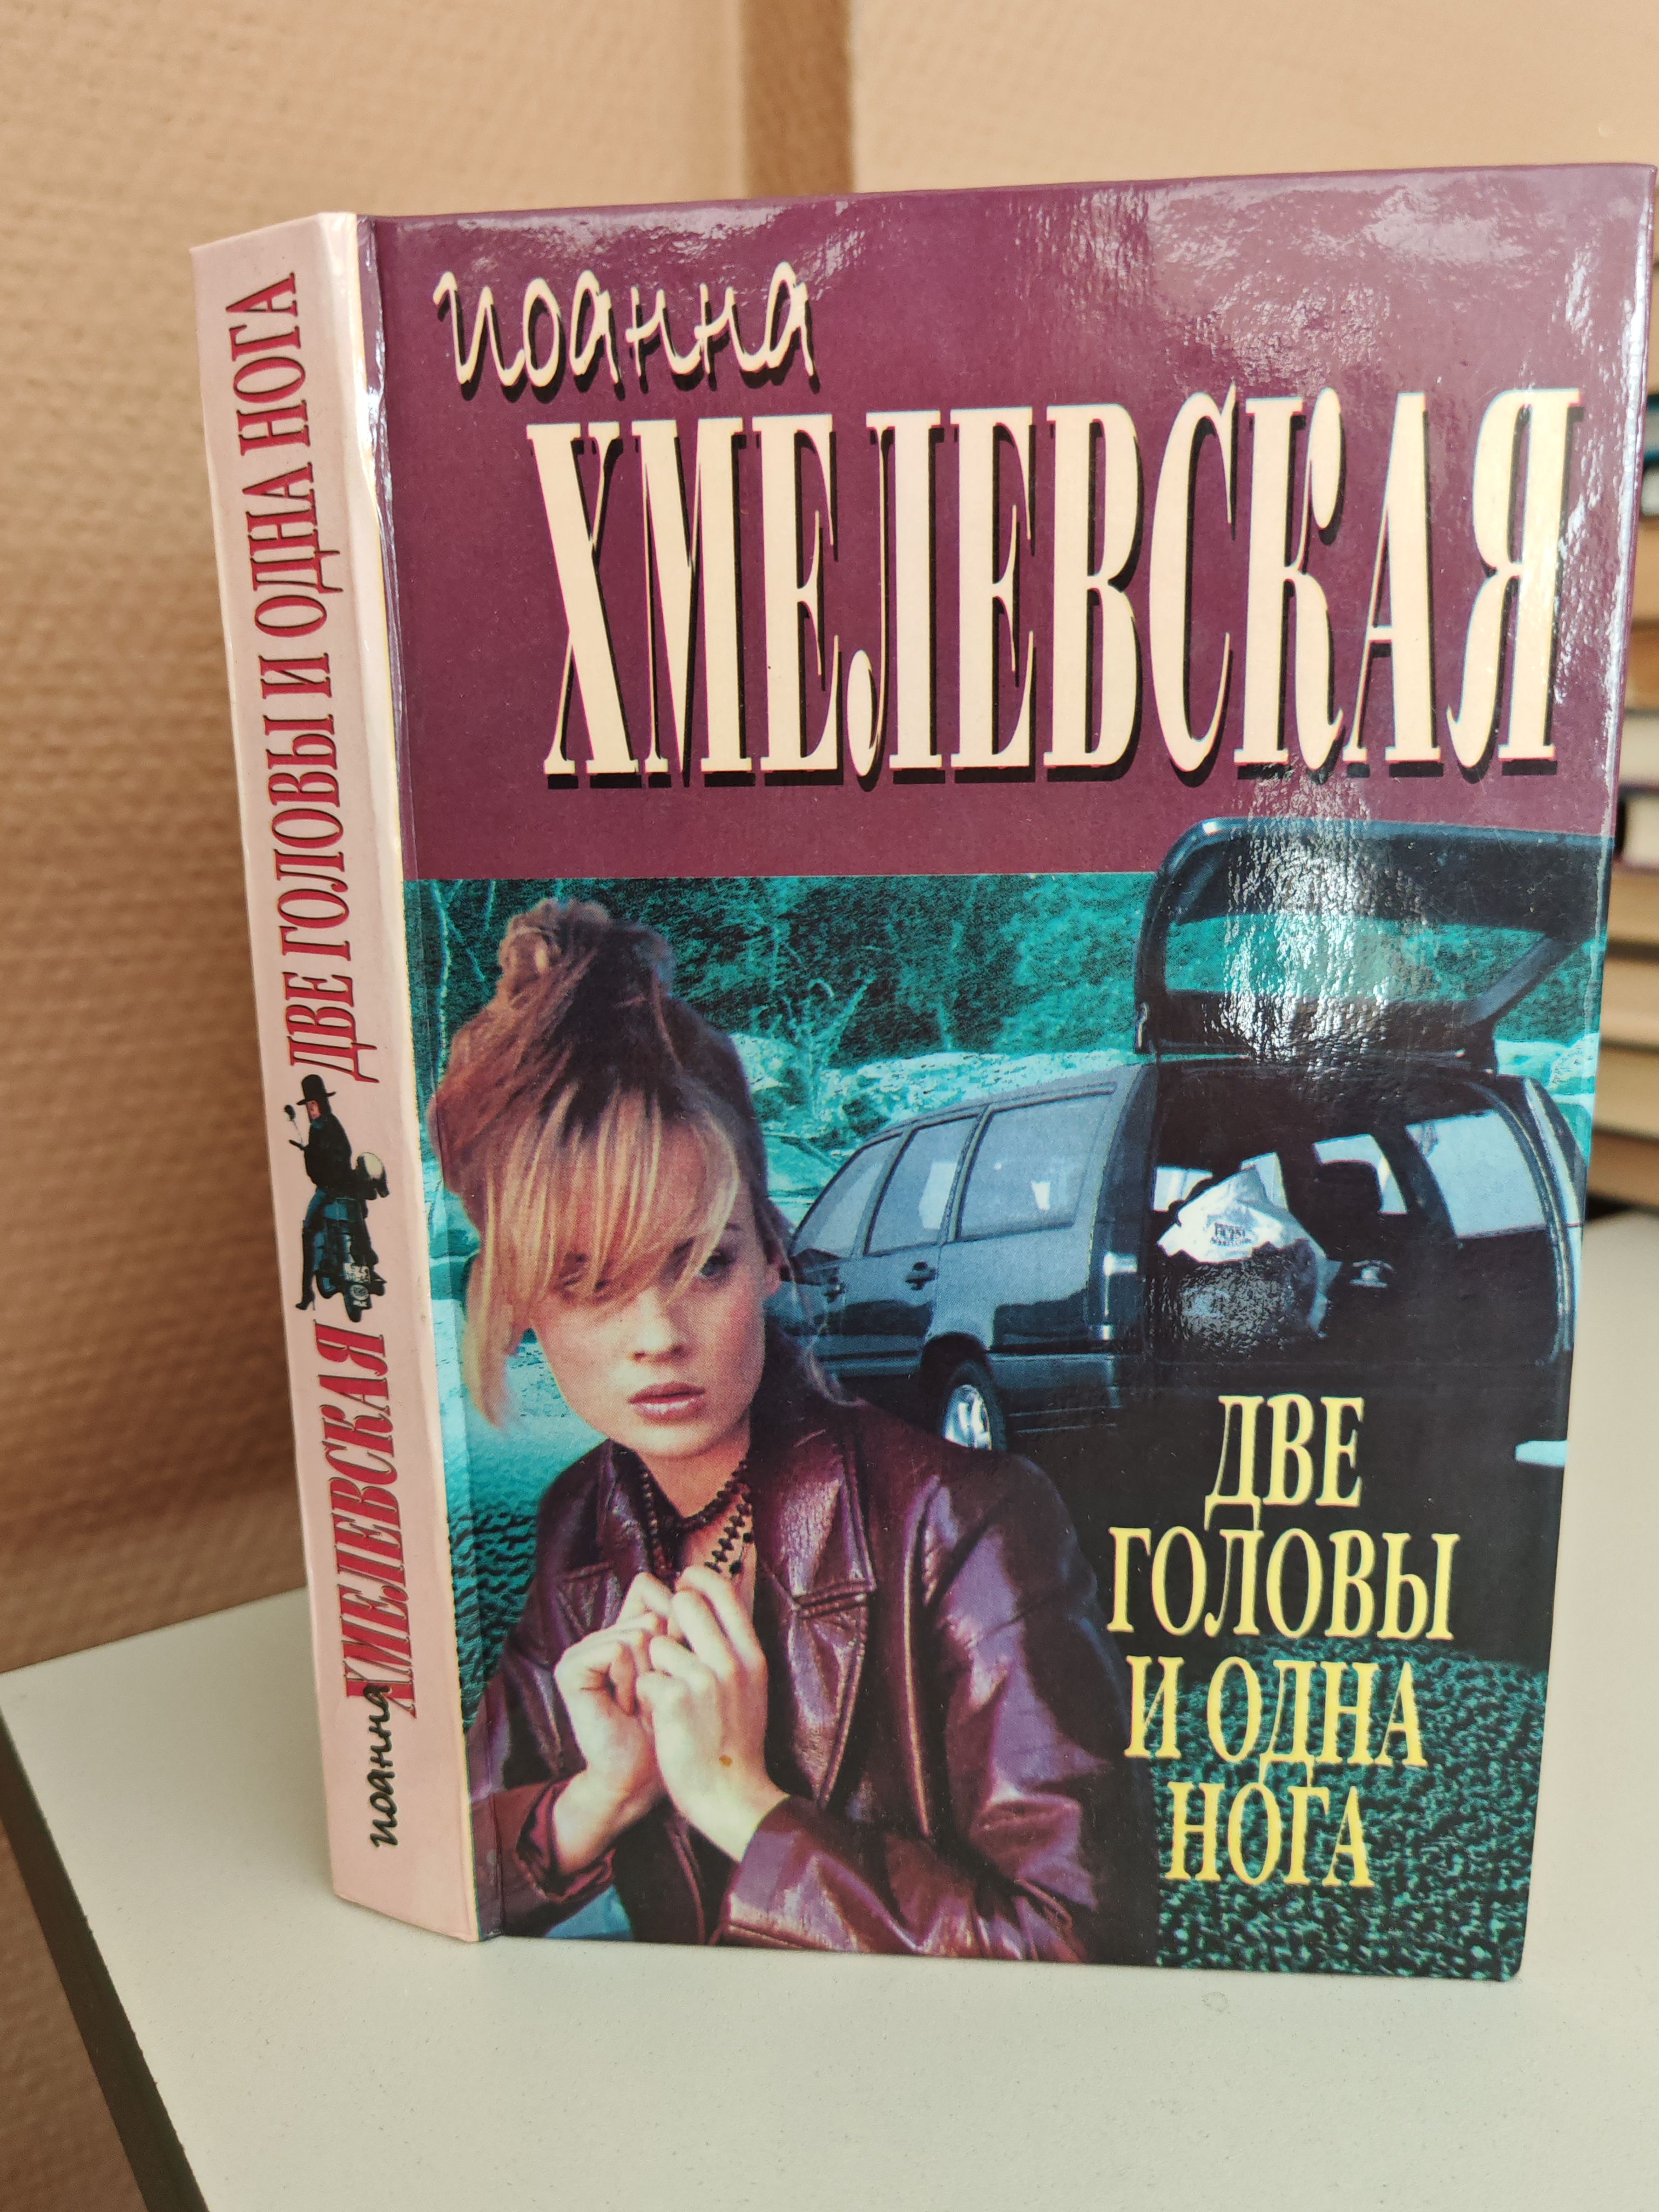 иоанна
ХМЕЛЕВСКАЯ
ДВЕ
ГОЛОВЫ
И ОДНА
НОГА
иоанна ХМЕЛЕВСКАЯ ДВЕ ГОЛОВЫ И ОДНА НОГА